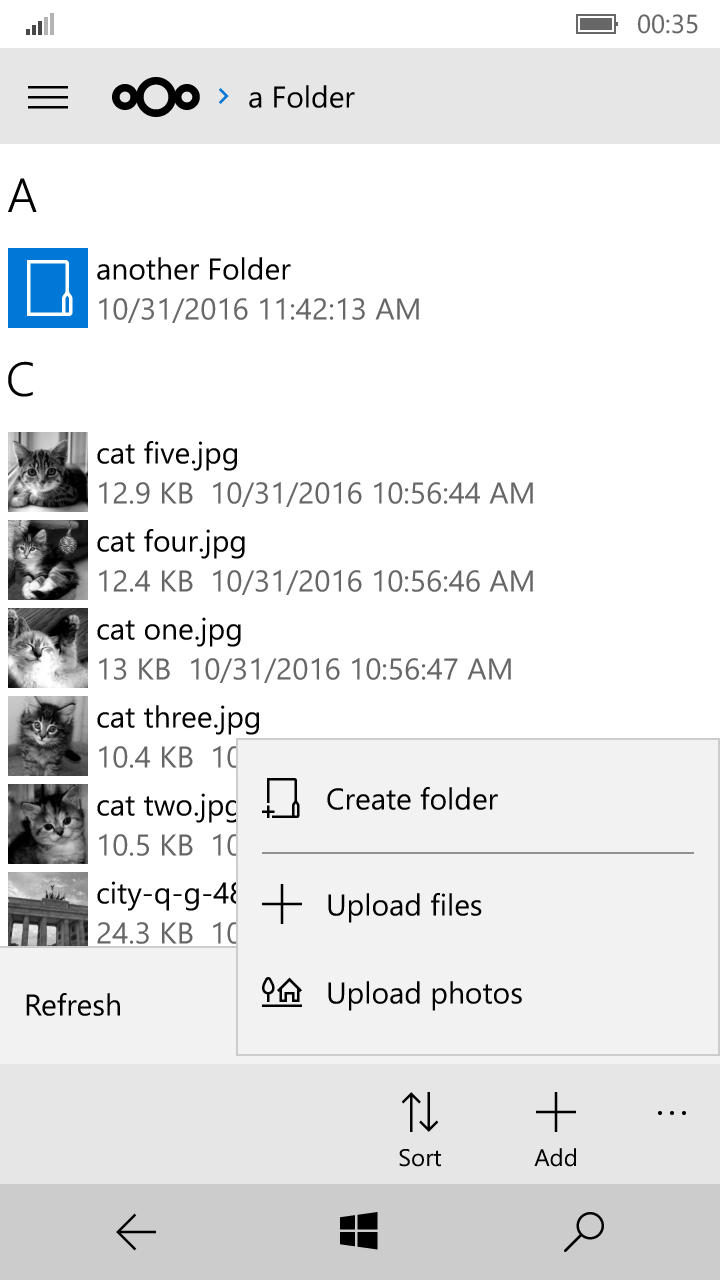 00:35
a Folder
A
another Folder
10/31/2016 11:42:13 AM
C
cat five.jpg
12.9 KB 10/31/2016 10:56:44 AM
cat four.jpg
12.4 KB 10/31/2016 10:56:46 AM
cat one.jpg
13 KB 10/31/2016 10:56:47 AM
cat three.jpg
10.4 KB 10
cat two.jpg
10.5 KB 10
city-q-g-48
24.3 KB 10
Create folder
Upload files
Upload photos
Refresh
Sort
Add